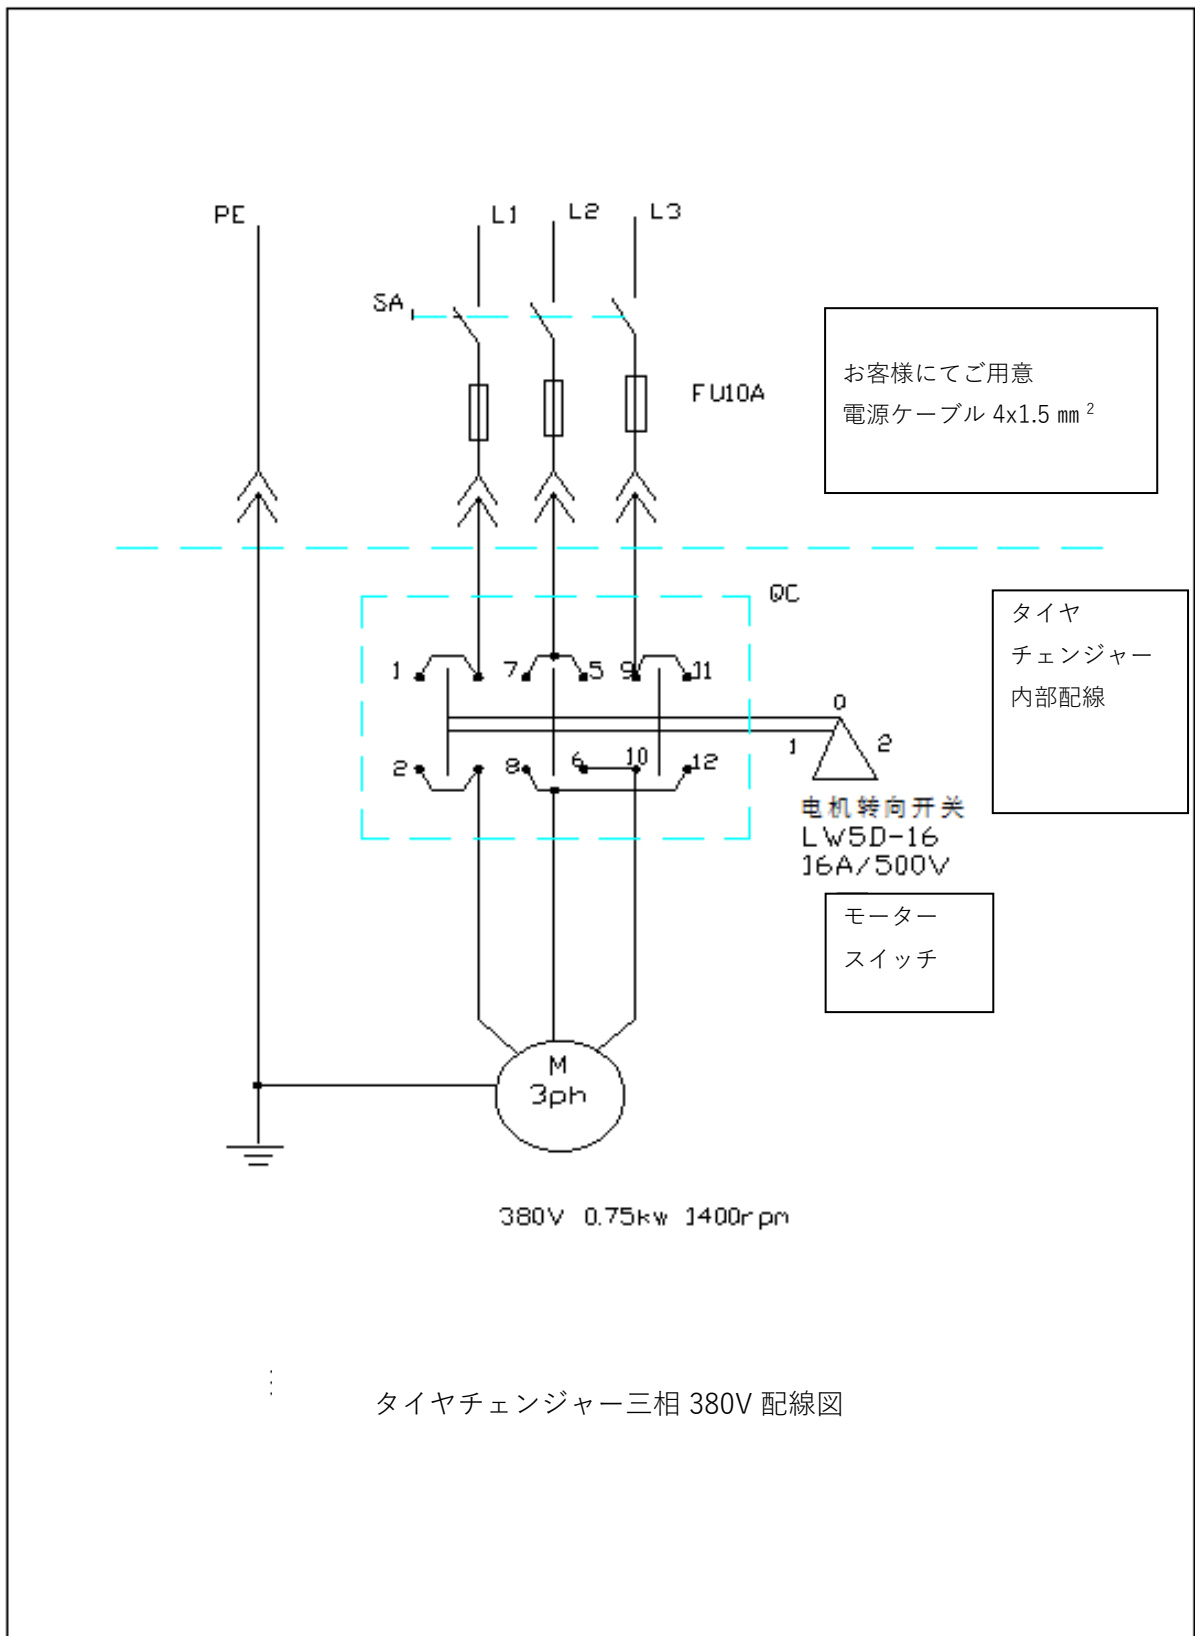 PE
L1
L2
L3
SA
FU10A
お客様にてご用意
電源ケーブル 4x1.5 ㎜²
QC
タイヤ
チェンジャー
内部配線
1
7
5
9
11
0
1
2
2
8
6
10
12
电机转向开关
LW5D-16
16A/500V
モーター
スイッチ
M
3ph
380V 0.75kw 1400rpm
タイヤチェンジャー三相 380V 配線図